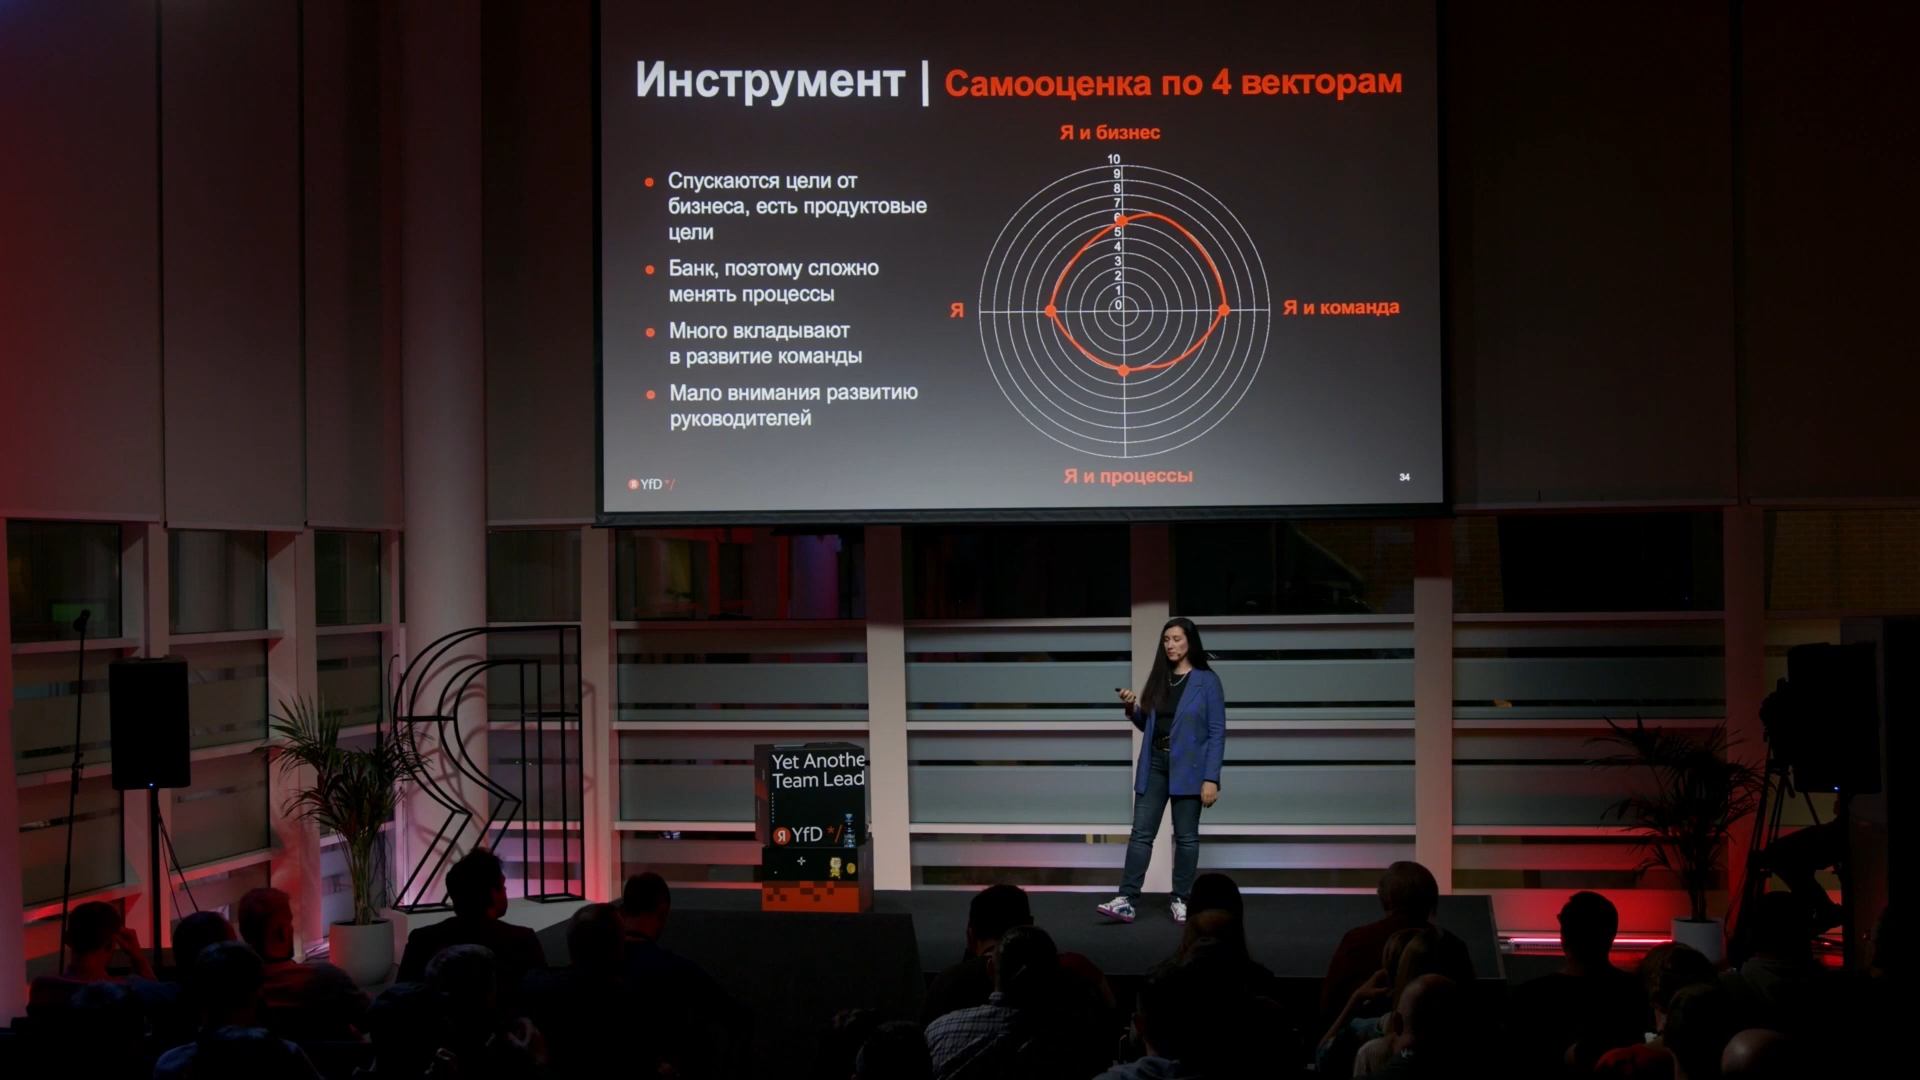 Инструмент | Самооценка по 4 векторам
Спускаются цели от
бизнеса, есть продуктовые
цели
Банк, поэтому сложно
менять процессы
Много вкладывают
в развитие команды
Мало внимания развитию
руководителей
Я и бизнес
10
9
8
7
6
5
4
3
2
1
0
Я
Я и команда
Я и процессы
Я YfD */
34
Yet Anothe
Team Lead
Я YfD */